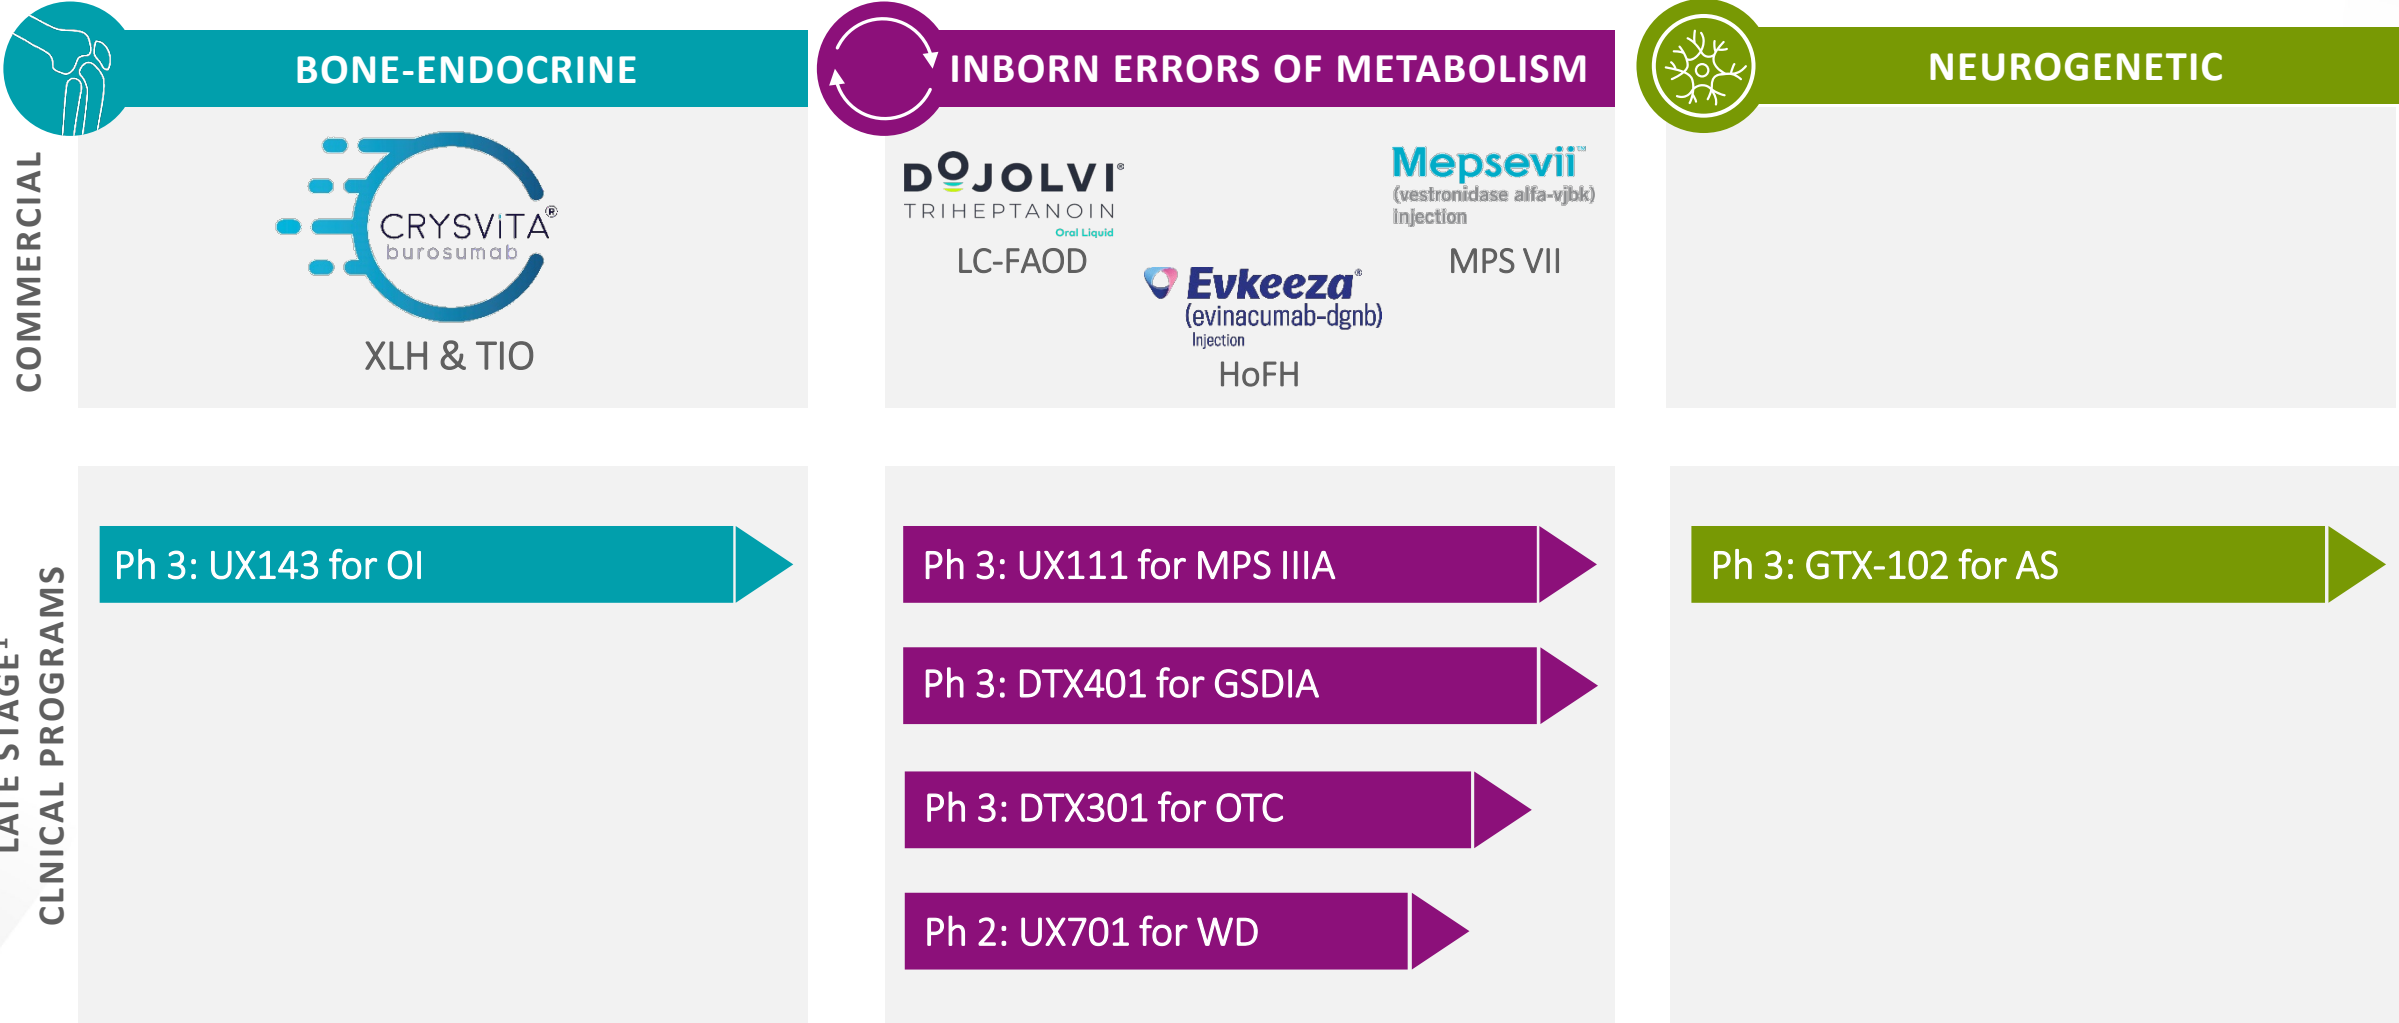 BONE-ENDOCRINE
INBORN ERRORS OF METABOLISM
NEUROGENETIC
COMMERCIAL
CRYSVITA®
burosumab
XLH & TIO
DOJOLVI®
TRIHEPTANOIN
Oral Liquid
LC-FAOD
Mepsevii™
(vestronidase alfa-vjbk)
Injection
MPS VII
Evkeeza®
(evinacumab-dgnb)
Injection
HoFH
LATE STAGE¹
CLNICAL PROGRAMS
Ph 3: UX143 for OI
Ph 3: UX111 for MPS IIIA
Ph 3: DTX401 for GSDIA
Ph 3: DTX301 for OTC
Ph 2: UX701 for WD
Ph 3: GTX-102 for AS